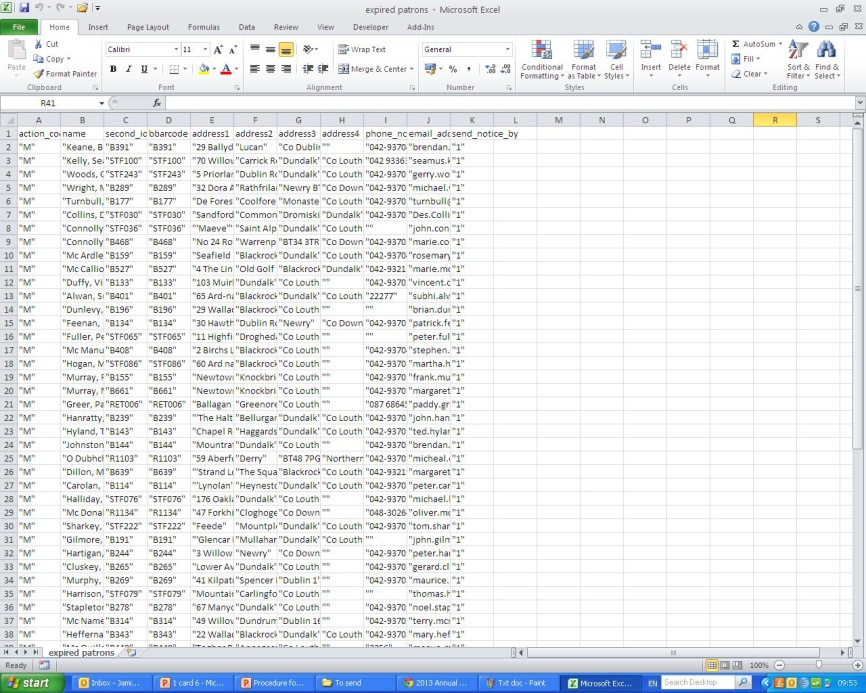 expired patrons - Microsoft Excel
File Home Insert Page Layout Formulas Data Review View Developer Add-Ins
Cut
Copy
Format Painter
Paste
Clipboard
Calibri 11
B I U
Font
Wrap Text
Merge & Center
Alignment
General
Number
Conditional Formatting
Format as Table
Cell Styles
Styles
Insert Delete Format
Cells
AutoSum
Fill
Clear
Sort & Filter
Find & Select
Editing
R41 fx
A B C D E F G H I J K L M N O P Q R S
1 action_co name second_id bbarcode address1 address2 address3 address4 phone_no email_add send_notice_by
2 "M" "Keane, B "B391" "B391" "29 Ballyd "Lucan" "Co Dublin "" "042-9370 "brendan. "1"
3 "M" "Kelly, Se "STF100" "STF100" "70 Willov "Carrick R "Dundalk" "Co Louth "042 9336 "seamus.k "1"
4 "M" "Woods, G "STF243" "STF243" "5 Priorlar "Dublin Ro "Dundalk" "Co Louth "042-9370 "gerry.wo "1"
5 "M" "Wright, M "B289" "B289" "32 Dora A "Rathfrilar "Newry B" "Co Down "042-9370 "michael. "1"
6 "M" "Turnbull, "B177" "B177" "De Fores "Coolfore "Monaste "Co Louth "042-9370 "turnbull "1"
7 "M" "Collins, D "STF030" "STF030" "Sandford "Common "Dromiski "Dundalk" "042-9370 "Des.Colli "1"
8 "M" "Connolly "STF036" "STF036" "'Maeve'" "Saint Alp "Dundalk" "Co Louth "" "john.con "1"
9 "M" "Connolly "B468" "B468" "No 24 Ro "Warrenp "BT34 3TR "Co Down "042-9370 "marie.co "1"
10 "M" "Mc Ardle "B159" "B159" "Seafield "Blackrock "Dundalk" "Co Louth "042-9370 "rosemary "1"
11 "M" "Mc Callio "B527" "B527" "4 The Lin "Old Golf "Blackrock "Dundalk" "042-9321 "marie.mc "1"
12 "M" "Duffy, Vi "B133" "B133" "103 Muir "Dundalk" "Co Louth "" "042-9370 "vincent.c "1"
13 "M" "Alwan, S "B401" "B401" "65 Ard-na "Blackrock "Dundalk" "Co Louth "22277" "subhi.alv "1"
14 "M" "Dunlevy, "B196" "B196" "29 Wallac "Blackrock "Co Louth "" "" "brian.dur "1"
15 "M" "Feenan, "B134" "B134" "30 Hawth "Dublin Ro "Newry" "Co Down "042-9370 "patrick.fe "1"
16 "M" "Fuller, Pe "STF065" "STF065" "11 Highfi "Droghed "Co Louth "" "" "peter.ful "1"
17 "M" "Mc Manu "B408" "B408" "2 Birchs L "Blackrock "Co Louth "" "042-9370 "stephen. "1"
18 "M" "Hogan, M "STF086" "STF086" "60 Ard na "Blackrock "Co Louth "" "042-9370 "martha.h "1"
19 "M" "Murray, F "B155" "B155" "Newtow "Knockbri "Co Louth "" "042-9370 "frank.mu "1"
20 "M" "Murray, "B661" "B661" "Newtow "Knockbri "Co Louth "" "042-9370 "margaret "1"
21 "M" "Greer, Pa "RET006" "RET006" "Ballagan "Greenore "Co Louth "" "087 6864 "paddy.gr "1"
22 "M" "Hanratty, "B239" "B239" "'The Halt "Bellurgar "Dundalk" "Co Louth "042-9370 "john.han "1"
23 "M" "Hyland, T "B143" "B143" "Chapel R "Haggards "Dundalk" "Co Louth "042-9370 "ted.hylar "1"
24 "M" "Johnston "B144" "B144" "Mountra "Dundalk" "Co Louth "" "042-9370 "brendan. "1"
25 "M" "O Dubhch "R1103" "R1103" "59 Aberf "Derry" "BT48 7PG "Northern "042-9370 "micheal. "1"
26 "M" "Dillon, M "B639" "B639" "'Strand L "The Squa "Blackrock "Co Louth "042-9321 "margaret "1"
27 "M" "Carolan, "B114" "B114" "'Lynolan' "Heynesto "Dundalk" "Co Louth "042-9370 "peter.car "1"
28 "M" "Halliday, "STF076" "STF076" "176 Oakl "Dundalk" "Co Louth "" "042-9370 "michael. "1"
29 "M" "Mc Donal "R1134" "R1134" "47 Forkhi "Cloghoge "Co Down "" "048-3026 "oliver.mc "1"
30 "M" "Sharkey, "STF222" "STF222" "Feede" "Mountpl "Dundalk" "Co Louth "042-9370 "tom.shar "1"
31 "M" "Gilmore, "B191" "B191" "'Glencar "Mullahar "Dundalk" "Co Louth "" "jphn.giln "1"
32 "M" "Hartigan, "B244" "B244" "3 Willow "Newry" "Co Down "" "042-9370 "peter.hai "1"
33 "M" "Cluskey, "B265" "B265" "Lower Av "Dundalk" "Co Louth "" "042-9370 "gerard.cl "1"
34 "M" "Murphy, "B269" "B269" "41 Kilpat "Spencer "Dublin 1" "" "042-9370 "maurice. "1"
35 "M" "Harrison, "STF079" "STF079" "Mountain "Carlingfo "Co Louth "" "" "thomas.h "1"
36 "M" "Stapletor "B278" "B278" "67 Manyc "Dundalk" "Co Louth "" "042-9370 "noel.stap "1"
37 "M" "Mc Name "B314" "B314" "49 Willov "Dundrum "Dublin 16 "" "042-9370 "terry.mc "1"
38 "M" "Hefferna "B343" "B343" "22 Wallac "Blackrock "Dundalk" "Co Louth "042-9370 "mary.hef "1"
expired patrons
Ready 100%
start Inbox - Jami... 1 card 6 - Mic... Procedure fo... To send 2013 Annual ... Txt doc - Paint Microsoft Exc... EN Search Desktop 09:53